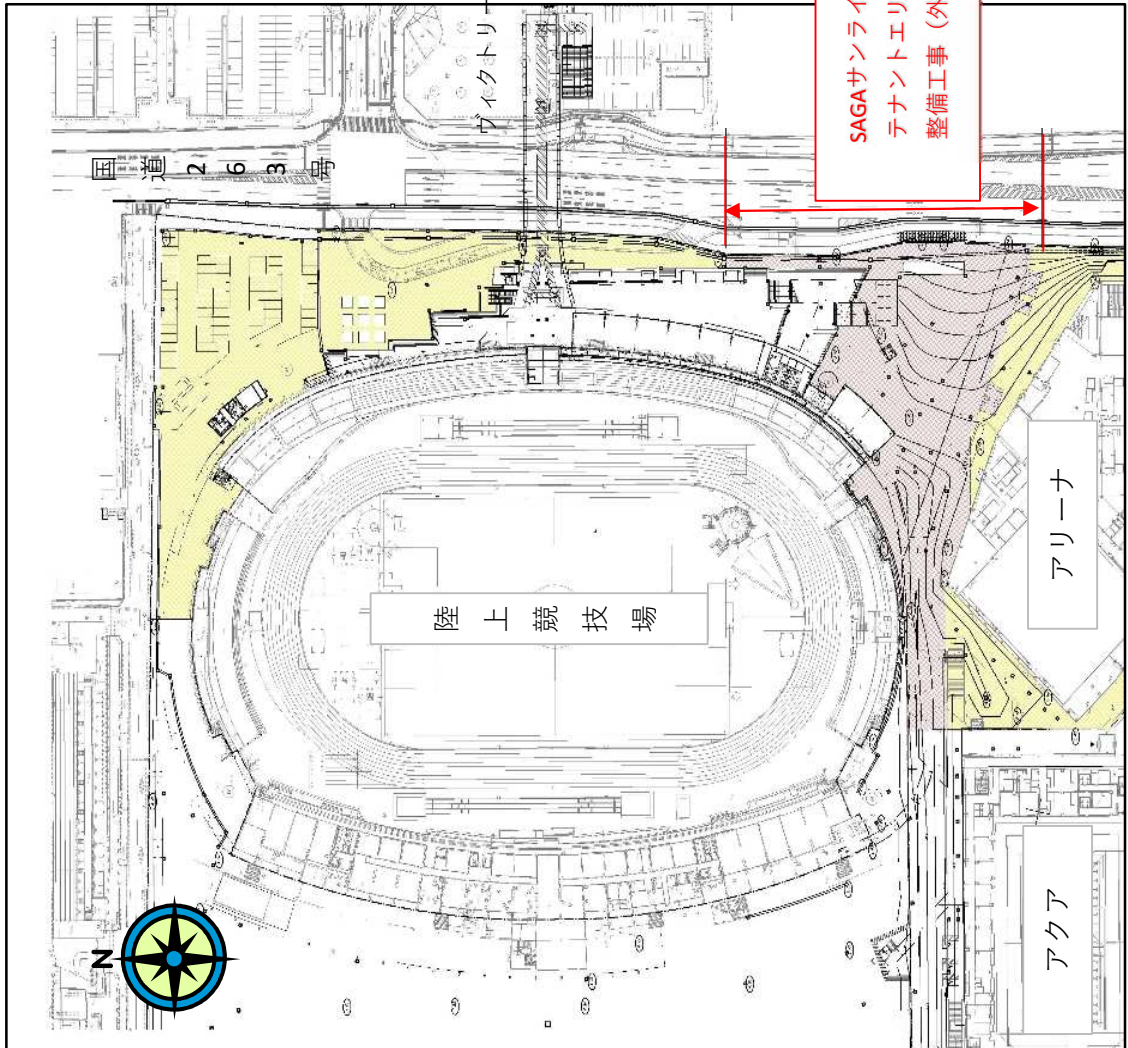 ヴィクトリー
SAGAサンライ
テナントエリ
整備工事（外
国道263号
陸上競技場
アリーナ
アクア
N